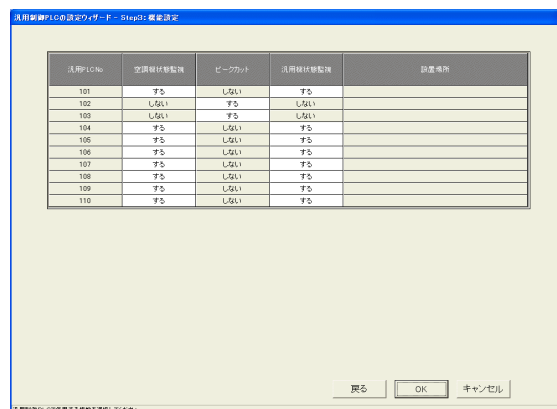 汎用制御PLCの設定ウィザード - Step3: 機能設定
汎用PLCNo 空調機状態監視 ピークカット 汎用機状態監視 設置場所
101 する しない する
102 しない する しない
103 しない する しない
104 する しない する
105 する しない する
106 する しない する
107 する しない する
108 する しない する
109 する しない する
110 する しない する
戻る OK キャンセル